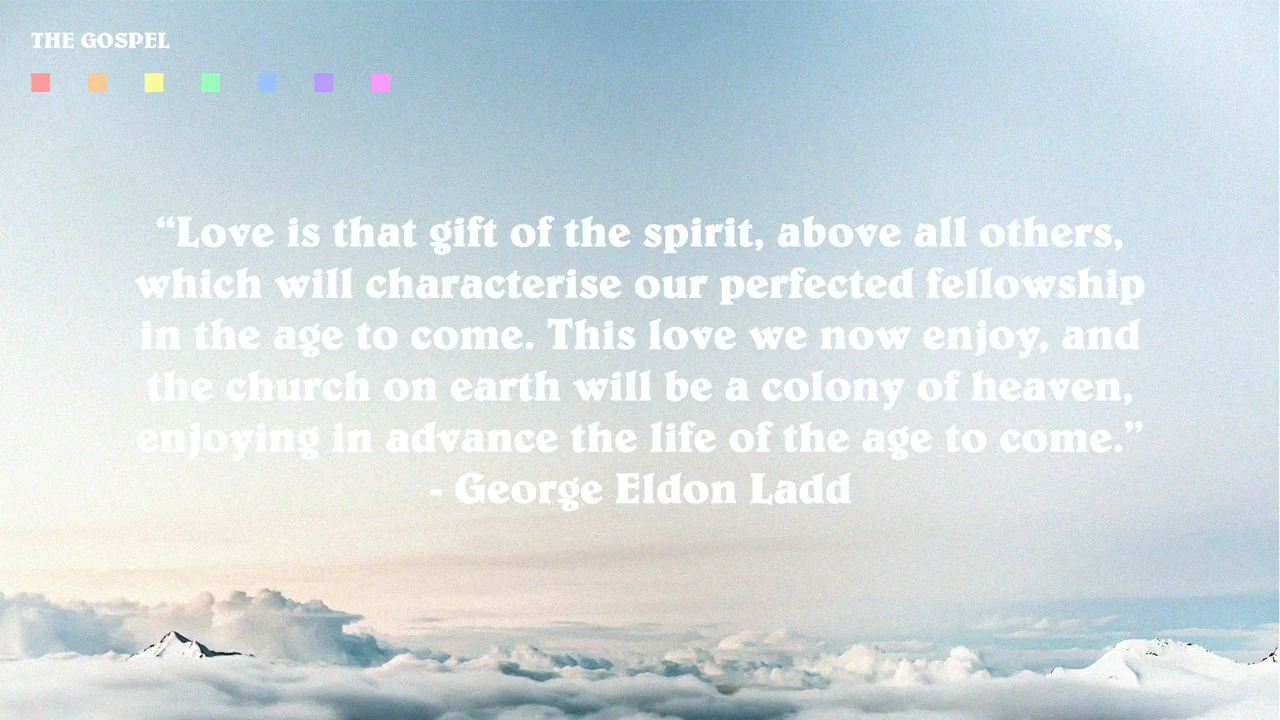 THE GOSPEL
“Love is that gift of the spirit, above all others,
which will characterise our perfected fellowship
in the age to come. This love we now enjoy, and
the church on earth will be a colony of heaven,
enjoying in advance the life of the age to come.”
- George Eldon Ladd